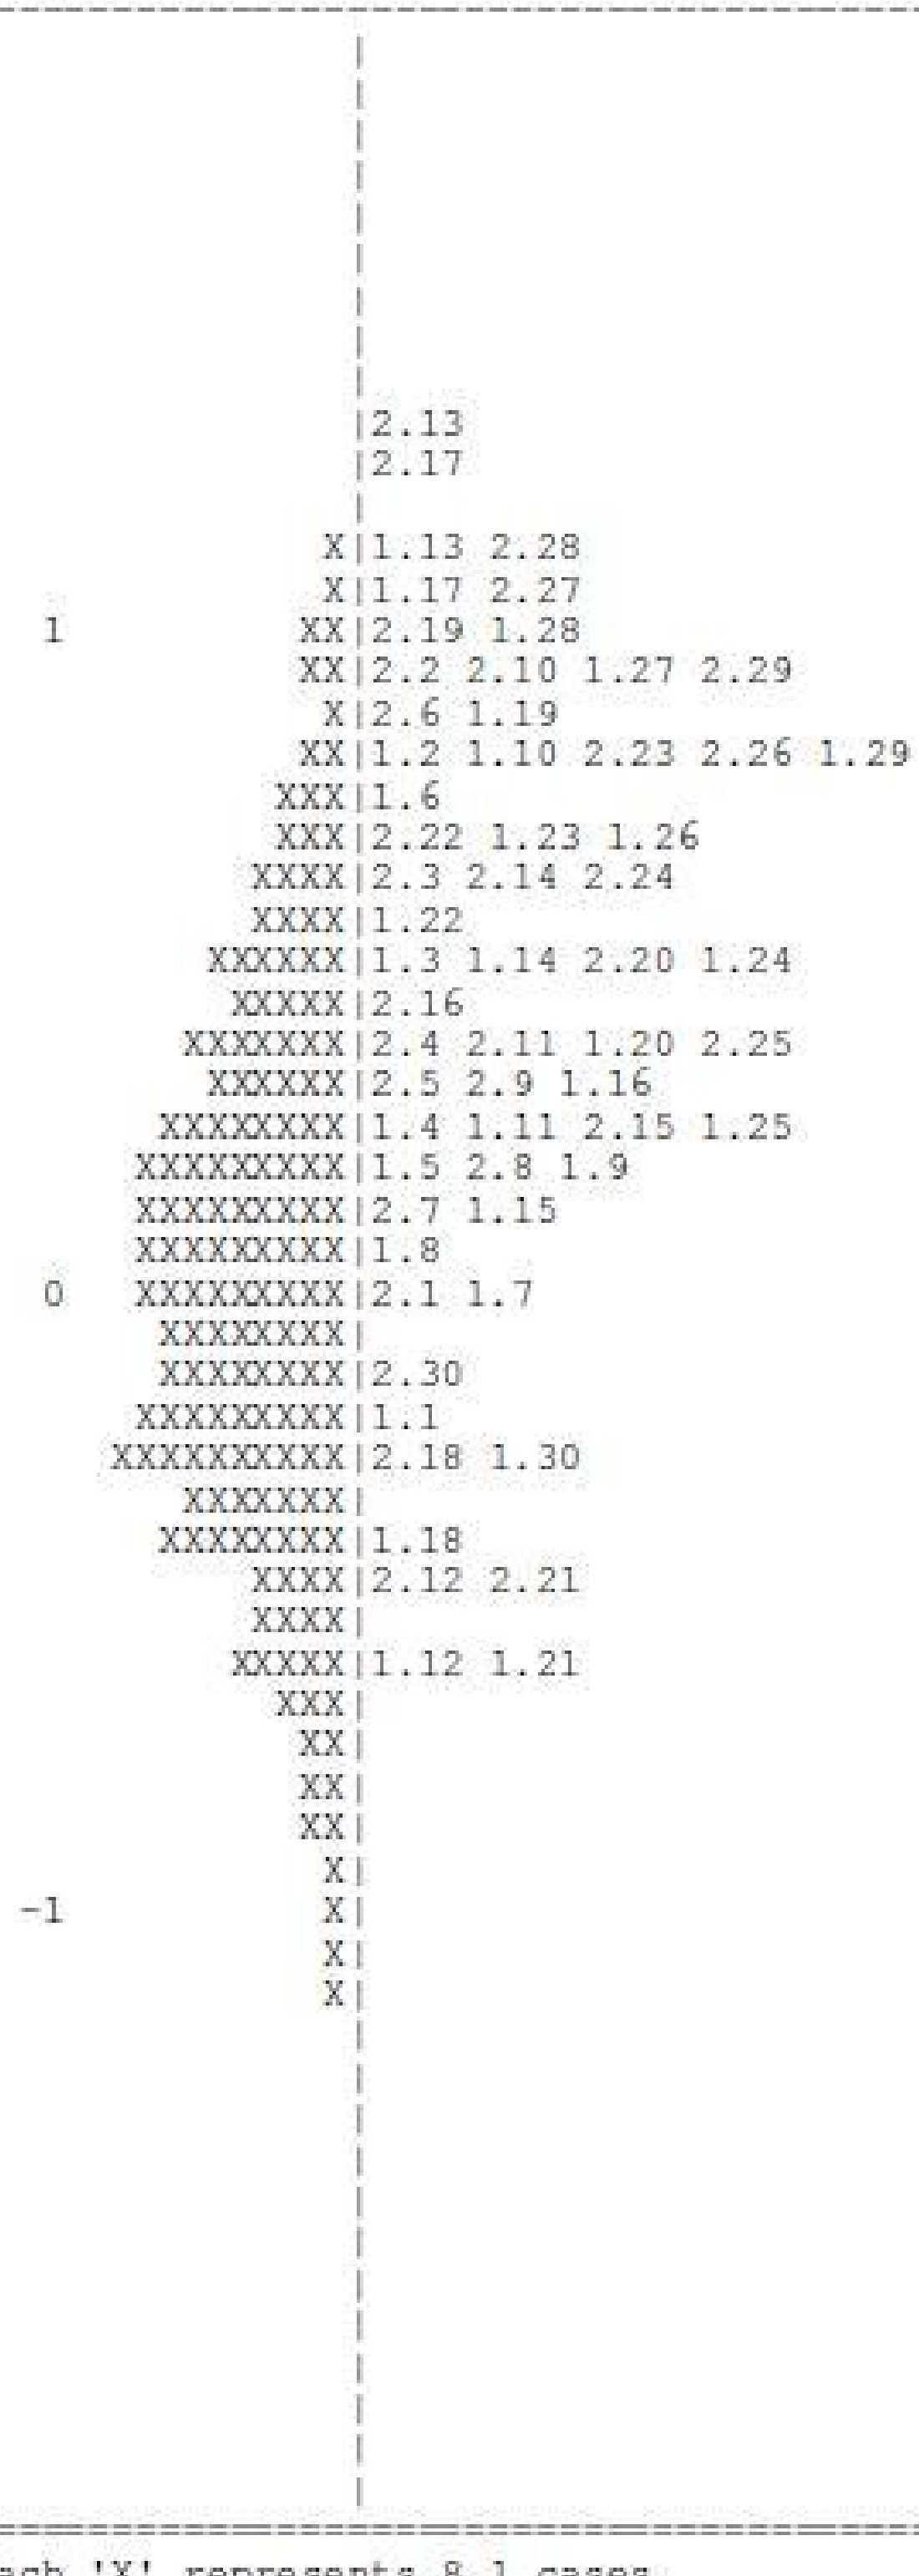 |2.13
|2.17
X|1.13 2.28
X|1.17 2.27
1 XX|2.19 1.28
XX|2.2 2.10 1.27 2.29
X|2.6 1.19
XX|1.2 1.10 2.23 2.26 1.29
XXX|1.6
XXX|2.22 1.23 1.26
XXXX|2.3 2.14 2.24
XXXX|1.22
XXXXXX|1.3 1.14 2.20 1.24
XXXXX|2.16
XXXXXXX|2.4 2.11 1.20 2.25
XXXXXX|2.5 2.9 1.16
XXXXXXXX|1.4 1.11 2.15 1.25
XXXXXXXXX|1.5 2.8 1.9
XXXXXXXXX|2.7 1.15
XXXXXXXXX|1.8
0 XXXXXXXXX|2.1 1.7
XXXXXXXX|
XXXXXXXX|2.30
XXXXXXXXX|1.1
XXXXXXXXXX|2.18 1.30
XXXXXXX|
XXXXXXXX|1.18
XXXX|2.12 2.21
XXXX|
XXXXX|1.12 1.21
XXX|
XX|
XX|
XX|
X|
-1 X|
X|
X|
'X' represents 8.1 cases